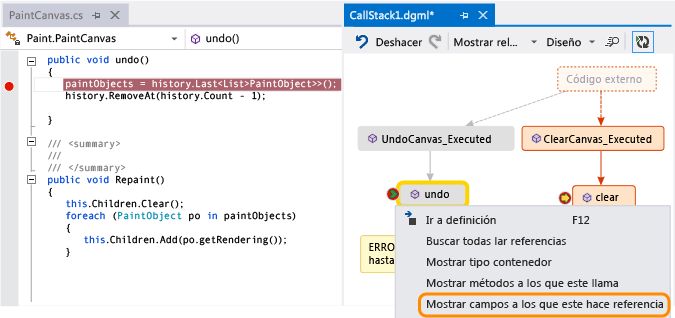 PaintCanvas.cs
Paint.PaintCanvas
undo()
public void undo()
{
paintObjects = history.Last<List>PaintObject>>();
history.RemoveAt(history.Count - 1);
}
/// <summary>
///
/// </summary>
public void Repaint()
{
this.Children.Clear();
foreach (PaintObject po in paintObjects)
{
this.Children.Add(po.getRendering());
}
CallStack1.dgml*
Deshacer
Mostrar rel...
Diseño
Código externo
UndoCanvas_Executed
ClearCanvas_Executed
undo
clear
ERRO
hasta
Ir a definición F12
Buscar todas lar referencias
Mostrar tipo contenedor
Mostrar métodos a los que este llama
Mostrar campos a los que este hace referencia